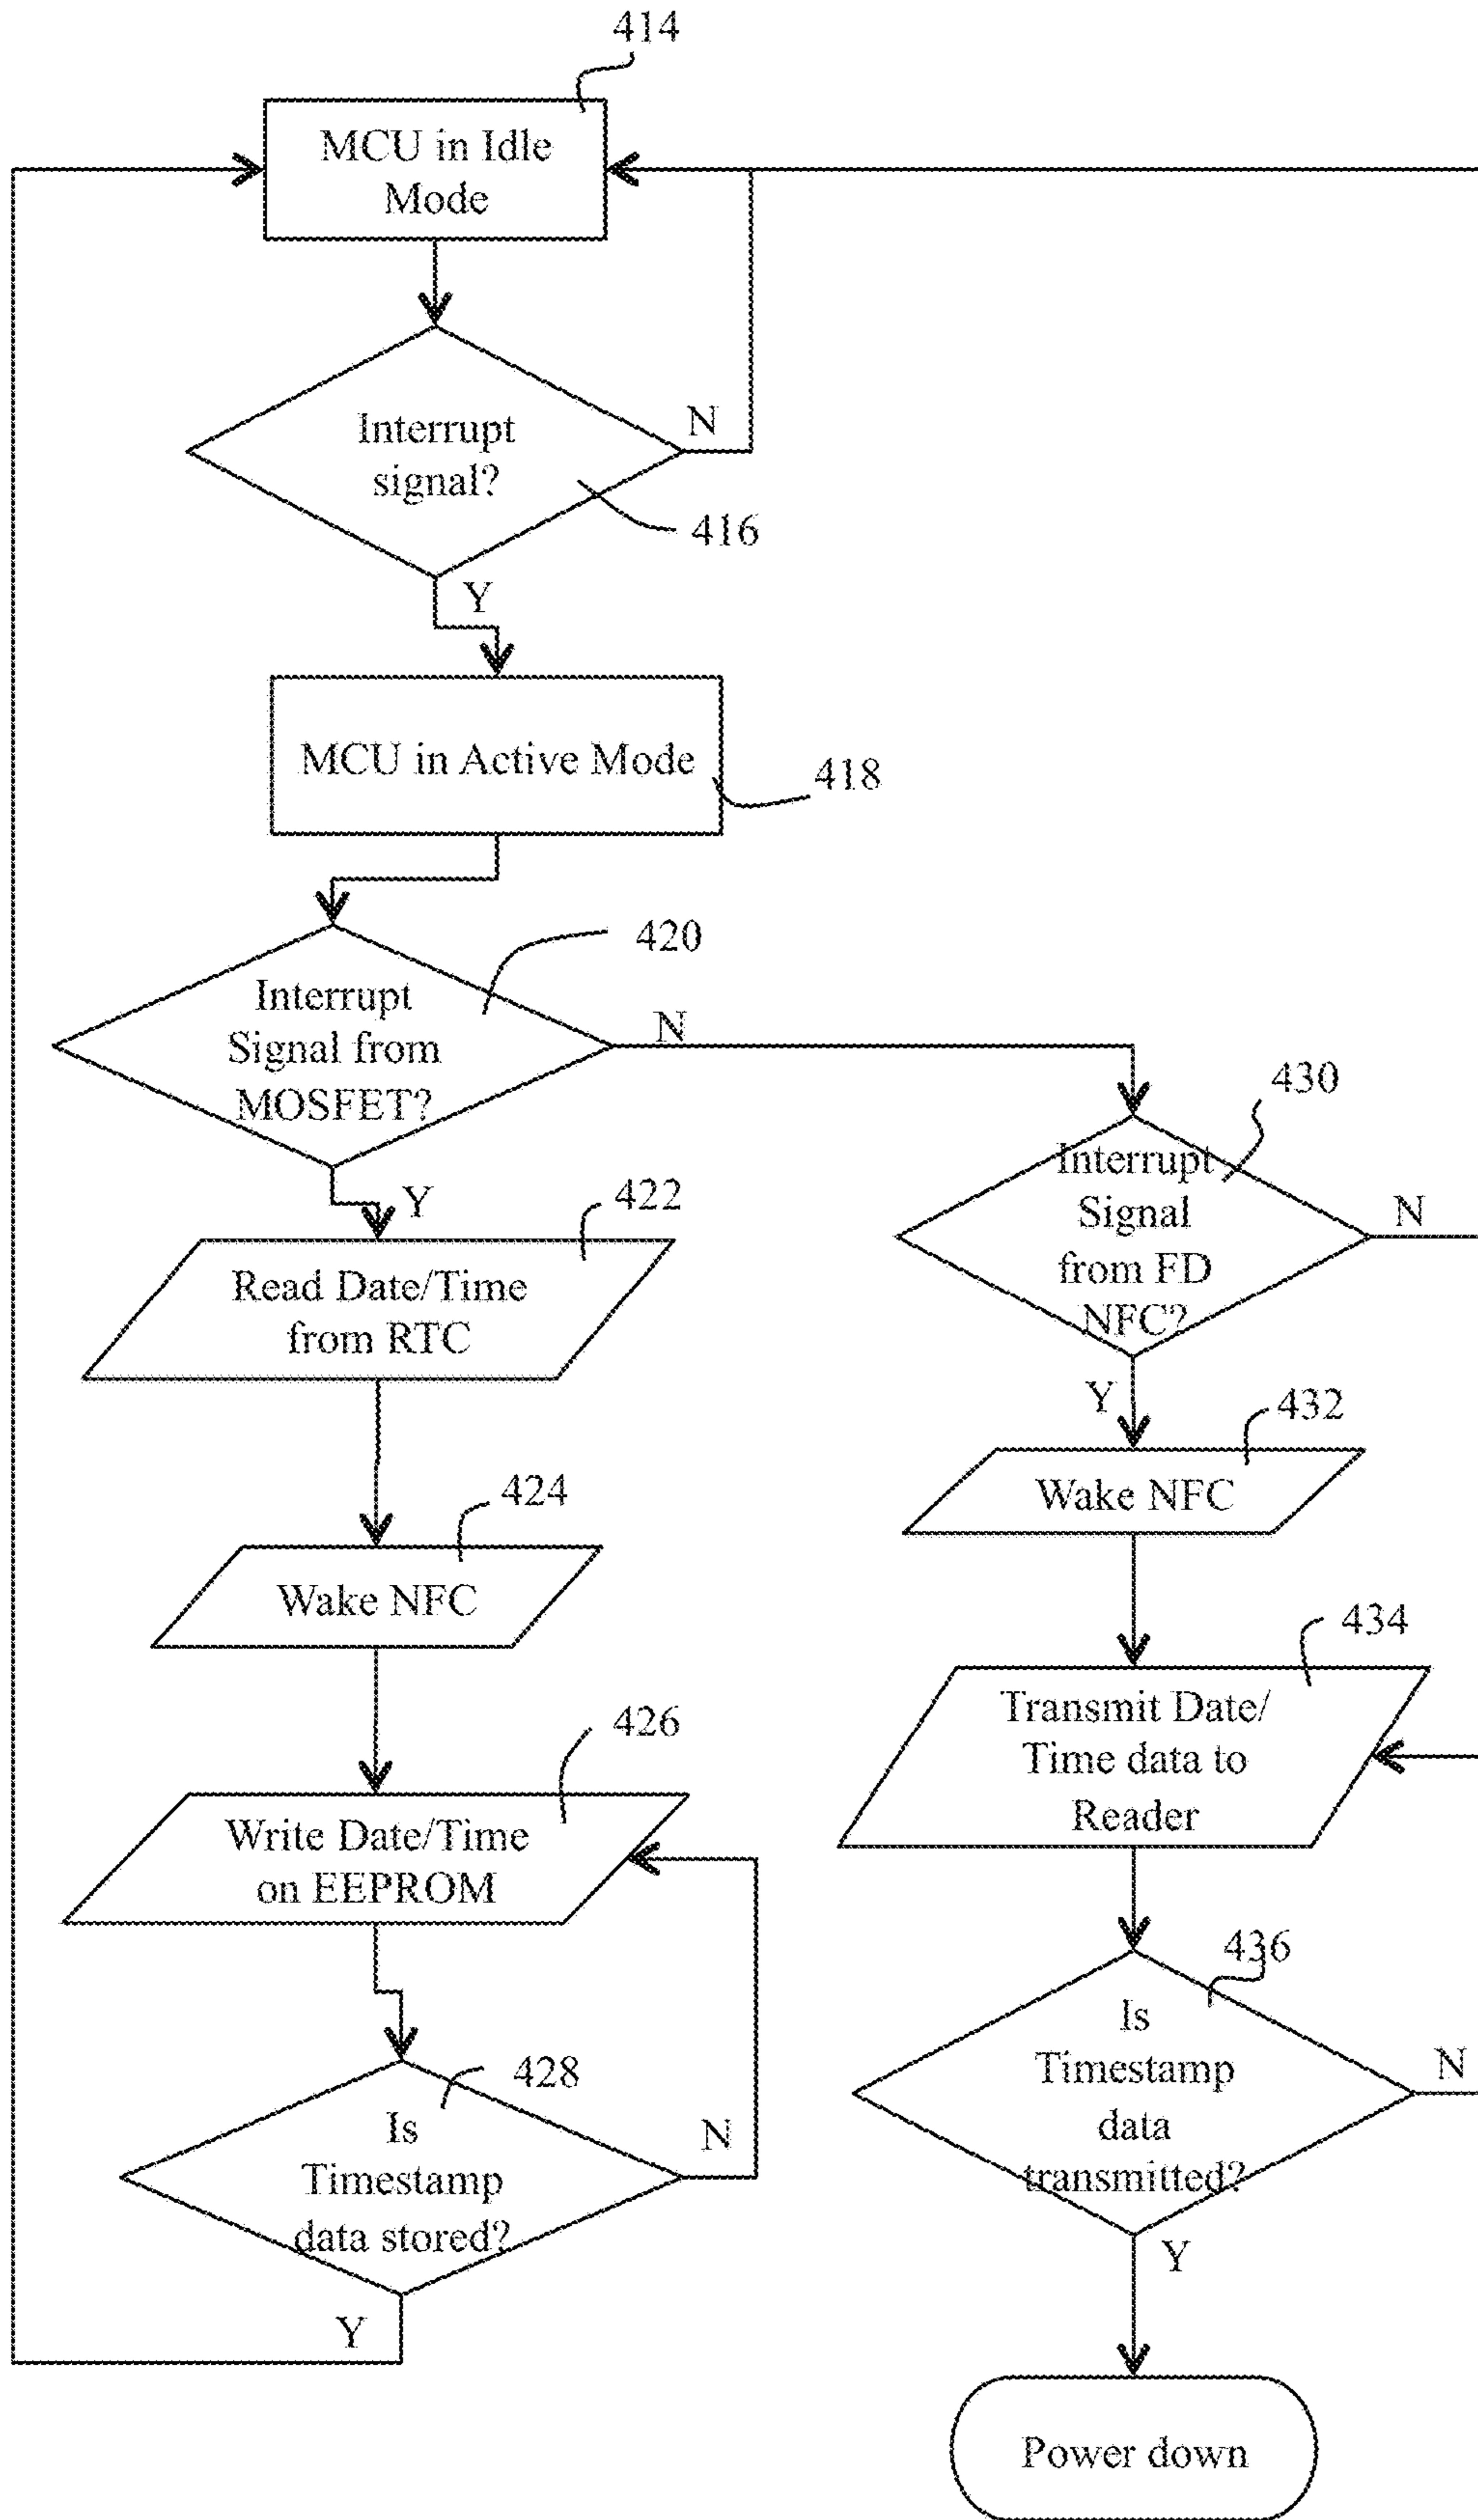 414
MCU in Idle
Mode
Interrupt
signal?
N
416
Y
MCU in Active Mode
418
420
Interrupt
Signal from
MOSFET?
N
Y
422
Read Date/Time
from RTC
424
Wake NFC
426
Write Date/Time
on EEPROM
428
Is
Timestamp
data stored?
N
Y
430
Interrupt
Signal
from FD
NFC?
N
Y
432
Wake NFC
434
Transmit Date/
Time data to
Reader
436
Is
Timestamp
data
transmitted?
N
Y
Power down